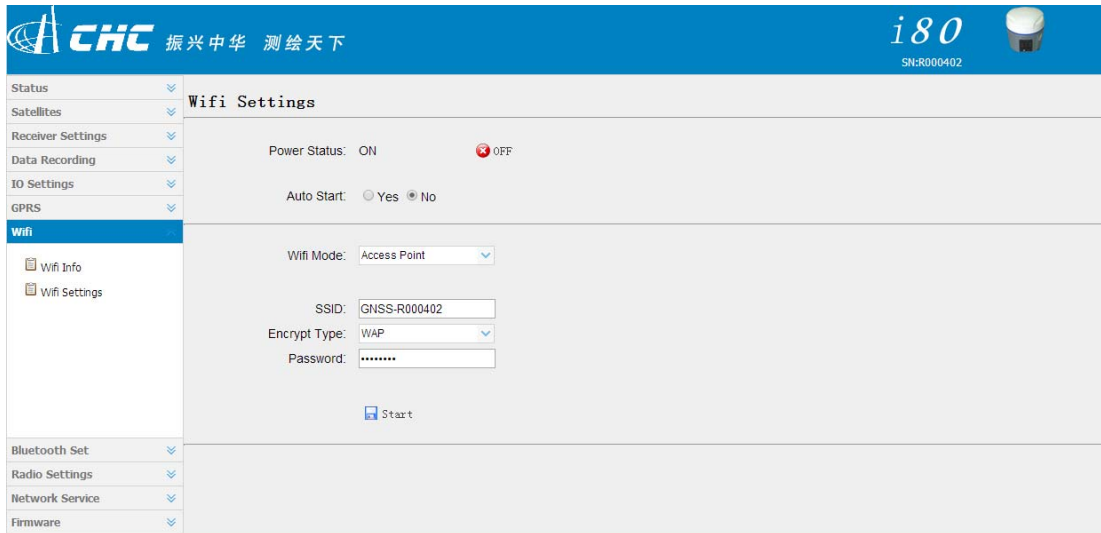 CHC 振兴中华 测绘天下
i80
SN:R000402
Status
Satellites
Receiver Settings
Data Recording
IO Settings
GPRS
Wifi
Wifi Info
Wifi Settings
Bluetooth Set
Radio Settings
Network Service
Firmware
Wifi Settings
Power Status: ON OFF
Auto Start: Yes No
Wifi Mode: Access Point
SSID: GNSS-R000402
Encrypt Type: WAP
Password: ••••••••
Start